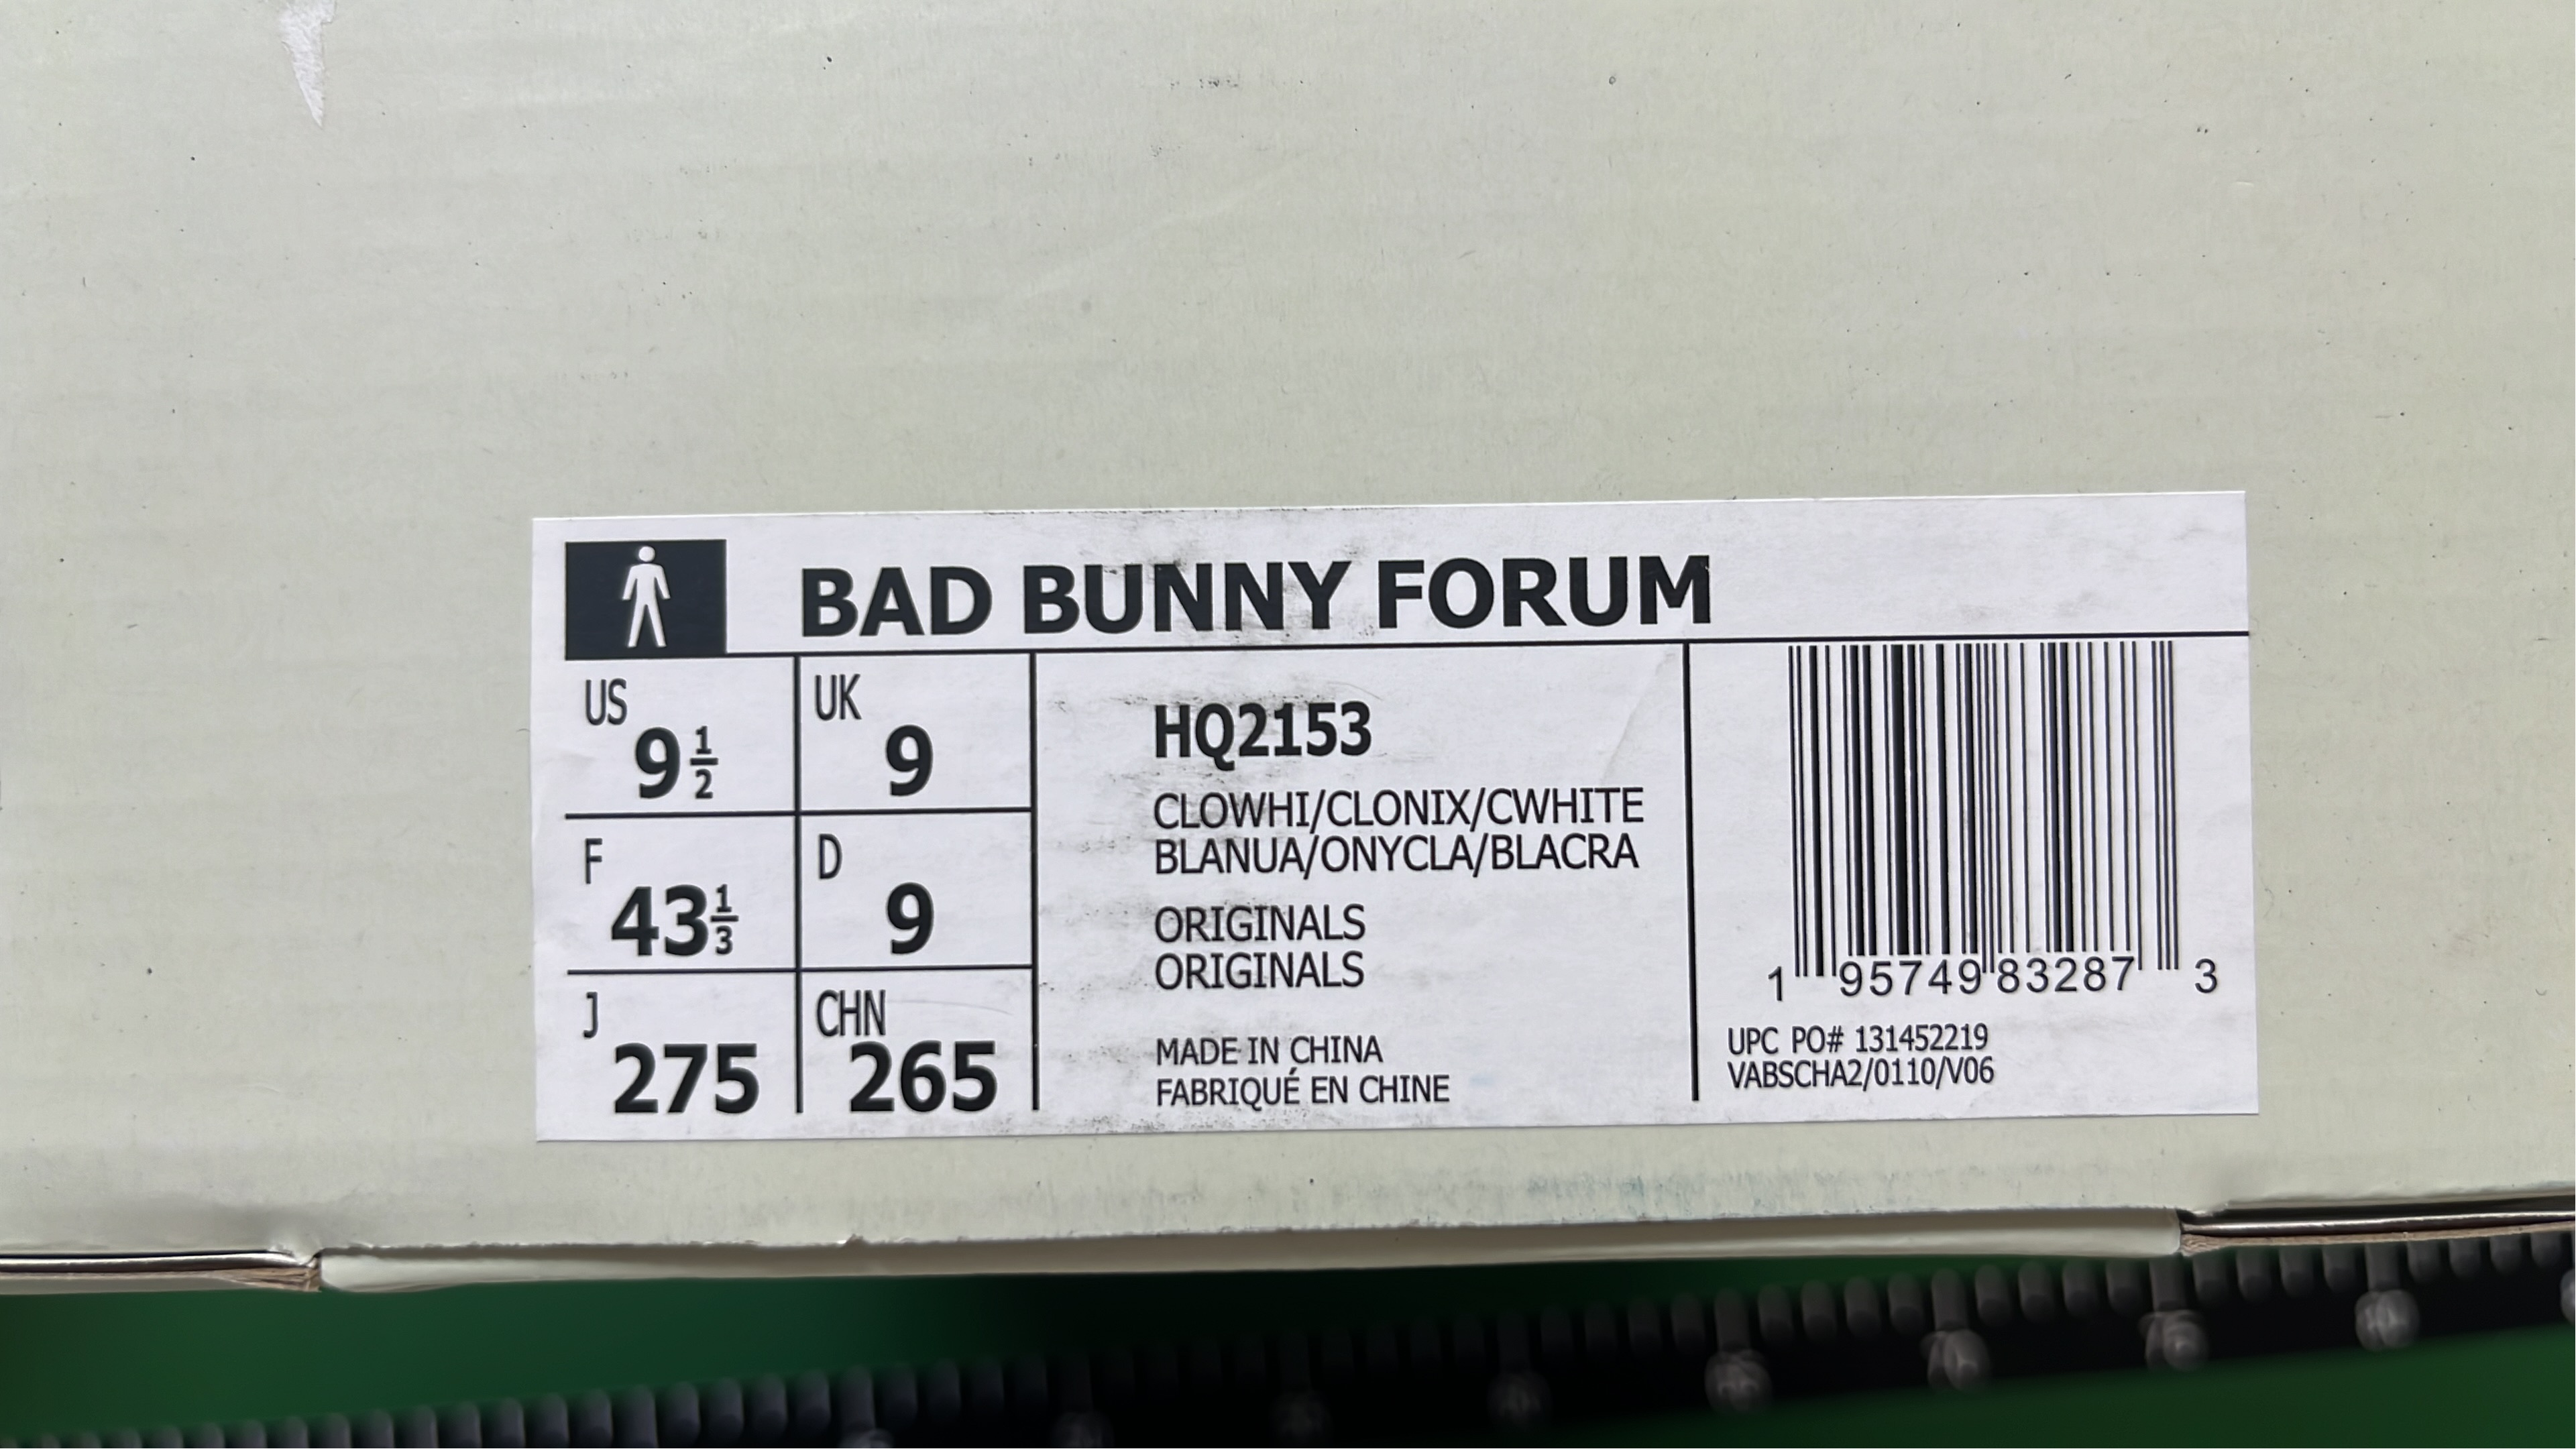 BAD BUNNY FORUM
US 9 1/2
UK 9
F 43 1/3
D 9
J 275
CHN 265
HQ2153
CLOWHI/CLONIX/CWHITE
BLANUA/ONYCLA/BLACRA
ORIGINALS
ORIGINALS
MADE IN CHINA
FABRIQUÉ EN CHINE
1 95749 83287 3
UPC PO# 131452219
VABSCHA2/0110/V06